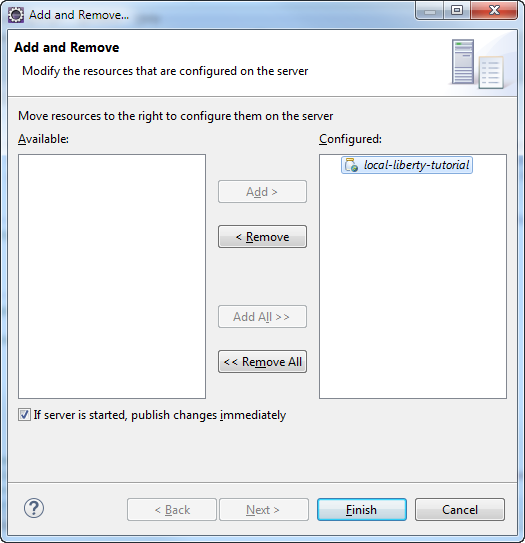 Add and Remove...
Add and Remove
Modify the resources that are configured on the server
Move resources to the right to configure them on the server
Available:
Configured:
local-liberty-tutorial
Add >
< Remove
Add All >>
<< Remove All
If server is started, publish changes immediately
?
< Back
Next >
Finish
Cancel